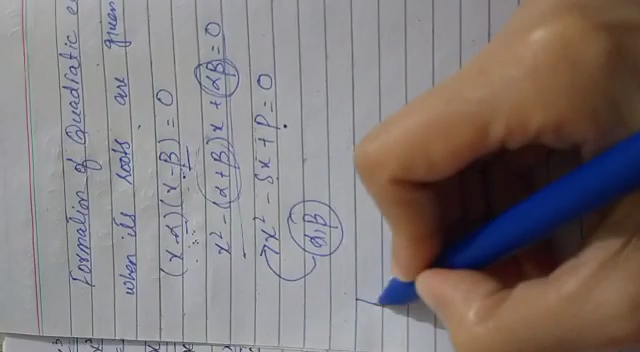 Formation of Quadratic
when its roots are given
(x-α)(x-β) = 0
x² - (α+β)x + αβ = 0
x² - Sx + P = 0
α, β